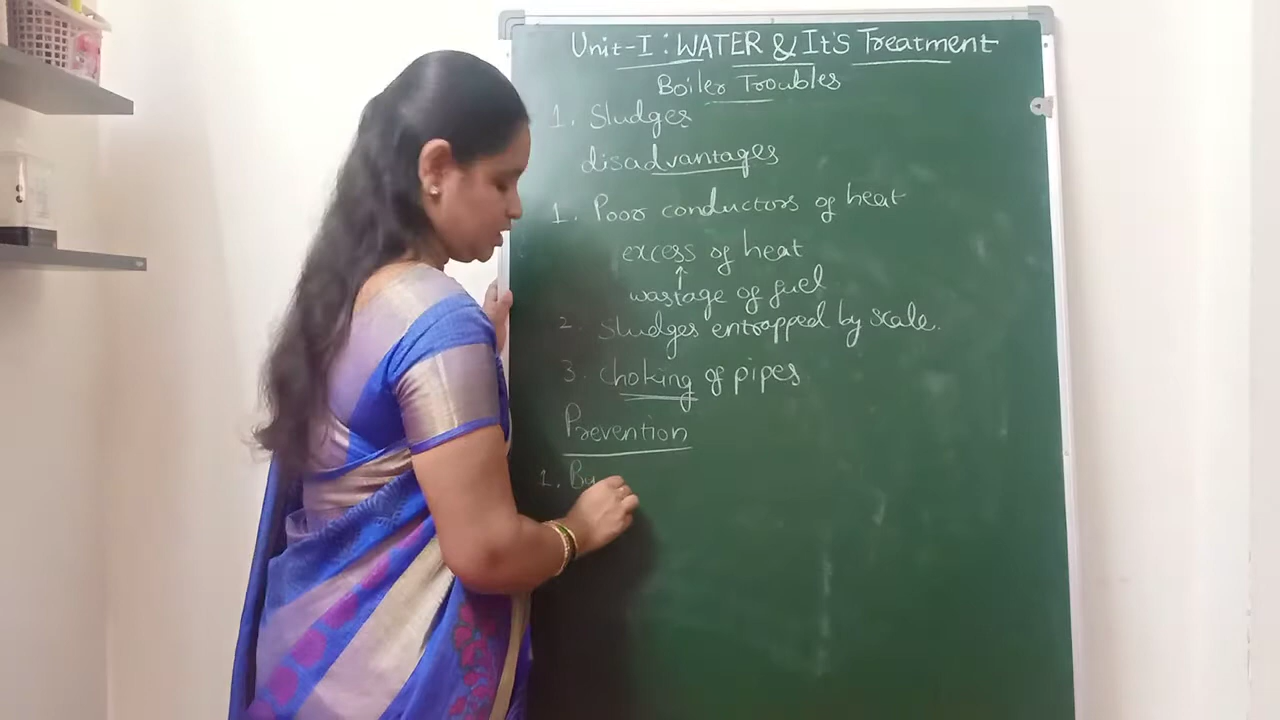 Unit-I : WATER & It's Treatment
Boiler Troubles
1. Sludges
disadvantages
1. Poor conductors of heat
excess of heat
↑
wastage of fuel
2. Sludges entrapped by scale.
3. choking of pipes
Prevention
1. By